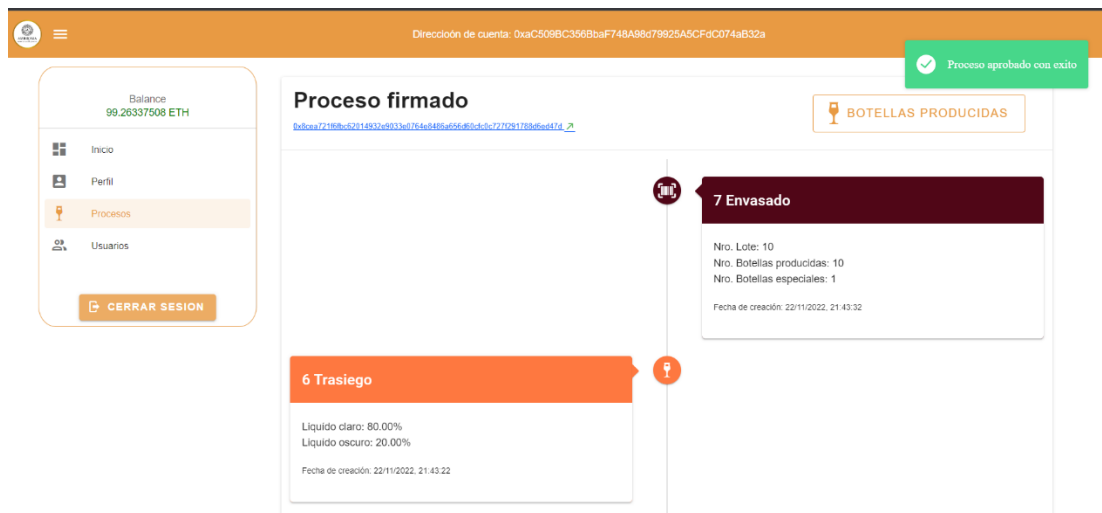 Direccioón de cuenta: 0xaC509BC356BbaF748A98d79925A5CFdC074aB32a
Proceso aprobado con exito
Balance
99.26337508 ETH
Inicio
Perfil
Procesos
Usuarios
CERRAR SESION
Proceso firmado
BOTELLAS PRODUCIDAS
7 Envasado
Nro. Lote: 10
Nro. Botellas producidas: 10
Nro. Botellas especiales: 1
Fecha de creación: 22/11/2022, 21:43:32
6 Trasiego
Liquido claro: 80.00%
Liquido oscuro: 20.00%
Fecha de creación: 22/11/2022, 21:43:22